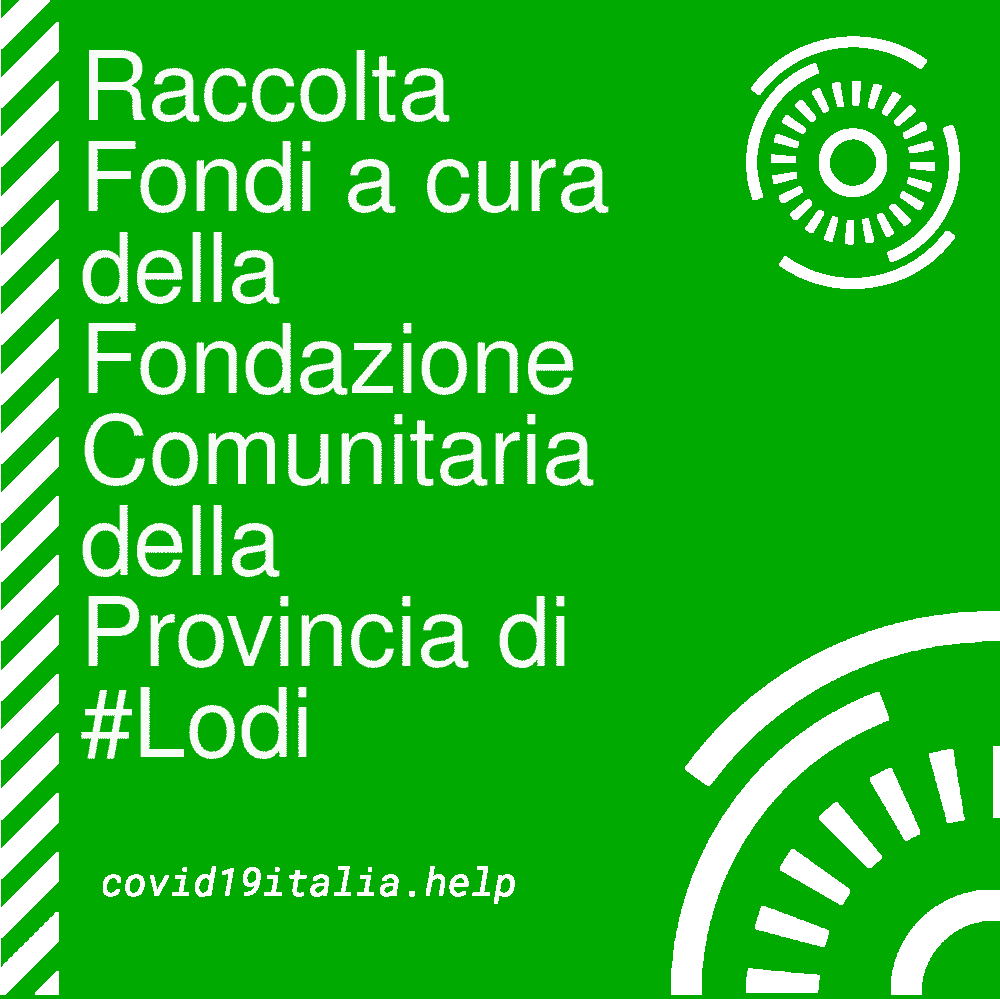 Raccolta
Fondi a cura
della
Fondazione
Comunitaria
della
Provincia di
#Lodi
covid19italia.help